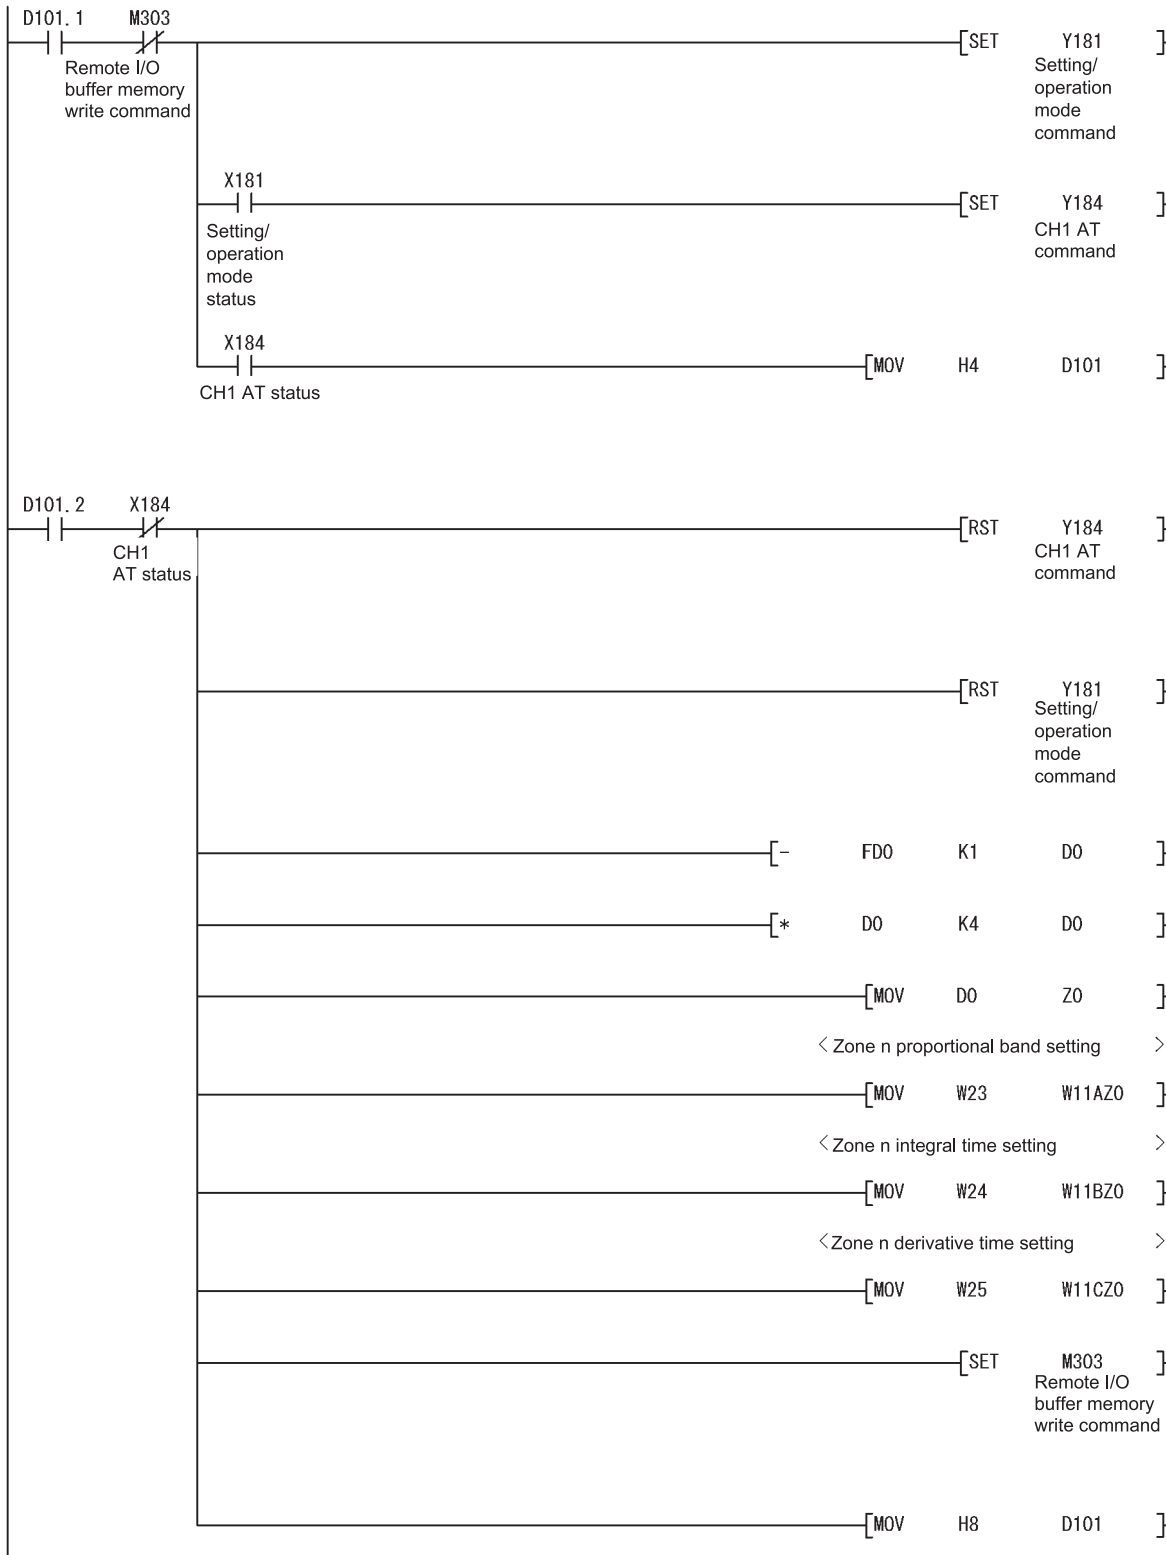 D101. 1 M303
[SET Y181 ]
Remote I/O
buffer memory
write command
Setting/
operation
mode
command
X181
[SET Y184 ]
Setting/
operation
mode
status
CH1 AT
command
X184
[MOV H4 D101 ]
CH1 AT status
D101. 2 X184
[RST Y184 ]
CH1
AT status
CH1 AT
command
[RST Y181 ]
Setting/
operation
mode
command
[- FD0 K1 D0 ]
[* D0 K4 D0 ]
[MOV D0 Z0 ]
< Zone n proportional band setting >
[MOV W23 W11AZ0 ]
< Zone n integral time setting >
[MOV W24 W11BZ0 ]
< Zone n derivative time setting >
[MOV W25 W11CZ0 ]
[SET M303 ]
Remote I/O
buffer memory
write command
[MOV H8 D101 ]